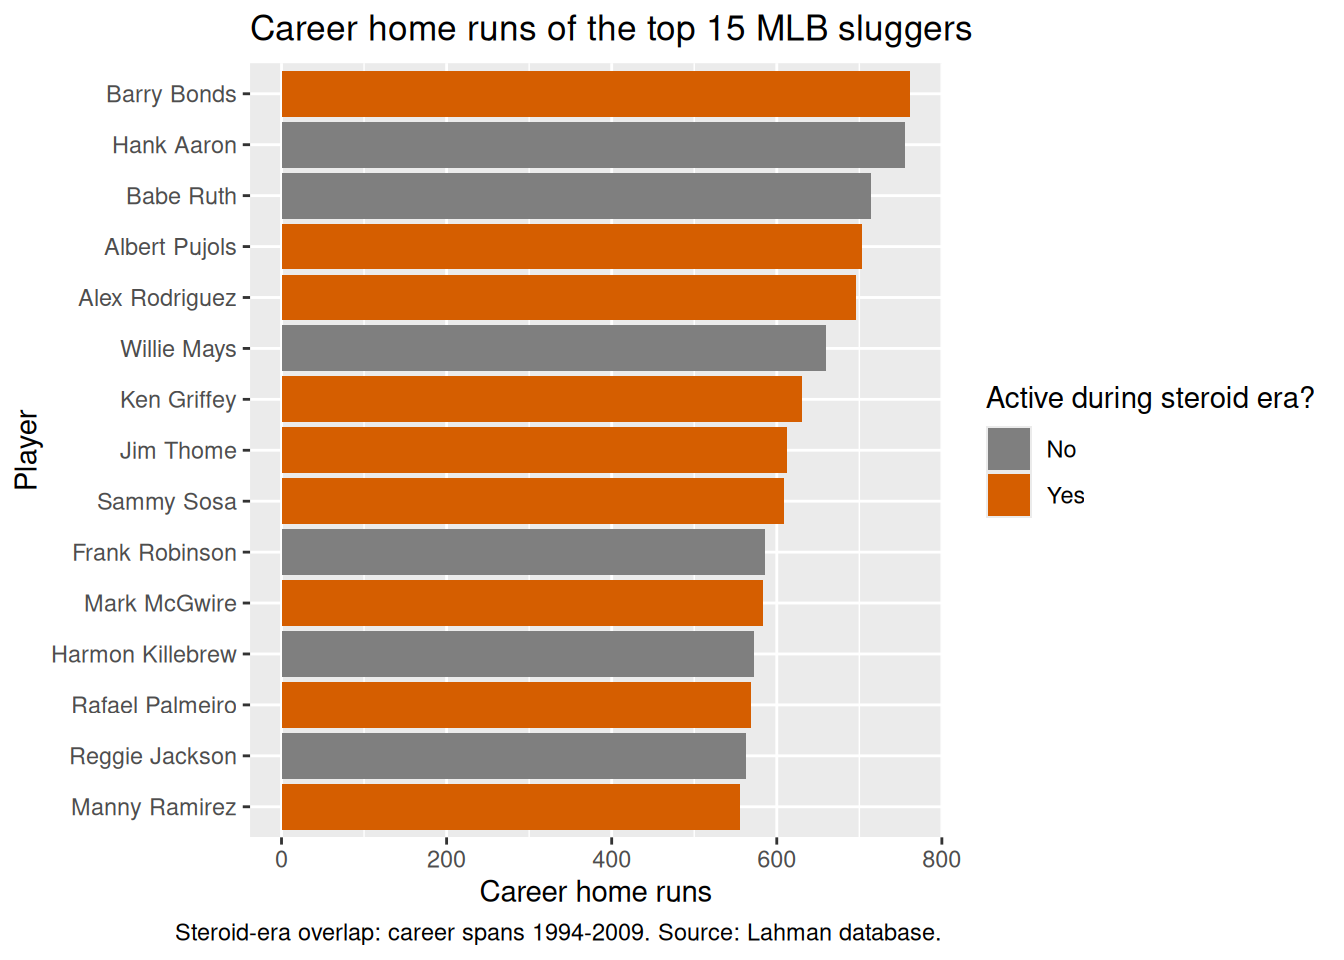 Career home runs of the top 15 MLB sluggers
Player
Barry Bonds
Hank Aaron
Babe Ruth
Albert Pujols
Alex Rodriguez
Willie Mays
Ken Griffey
Jim Thome
Sammy Sosa
Frank Robinson
Mark McGwire
Harmon Killebrew
Rafael Palmeiro
Reggie Jackson
Manny Ramirez
0 200 400 600 800
Career home runs
Active during steroid era?
No
Yes
Steroid-era overlap: career spans 1994-2009. Source: Lahman database.